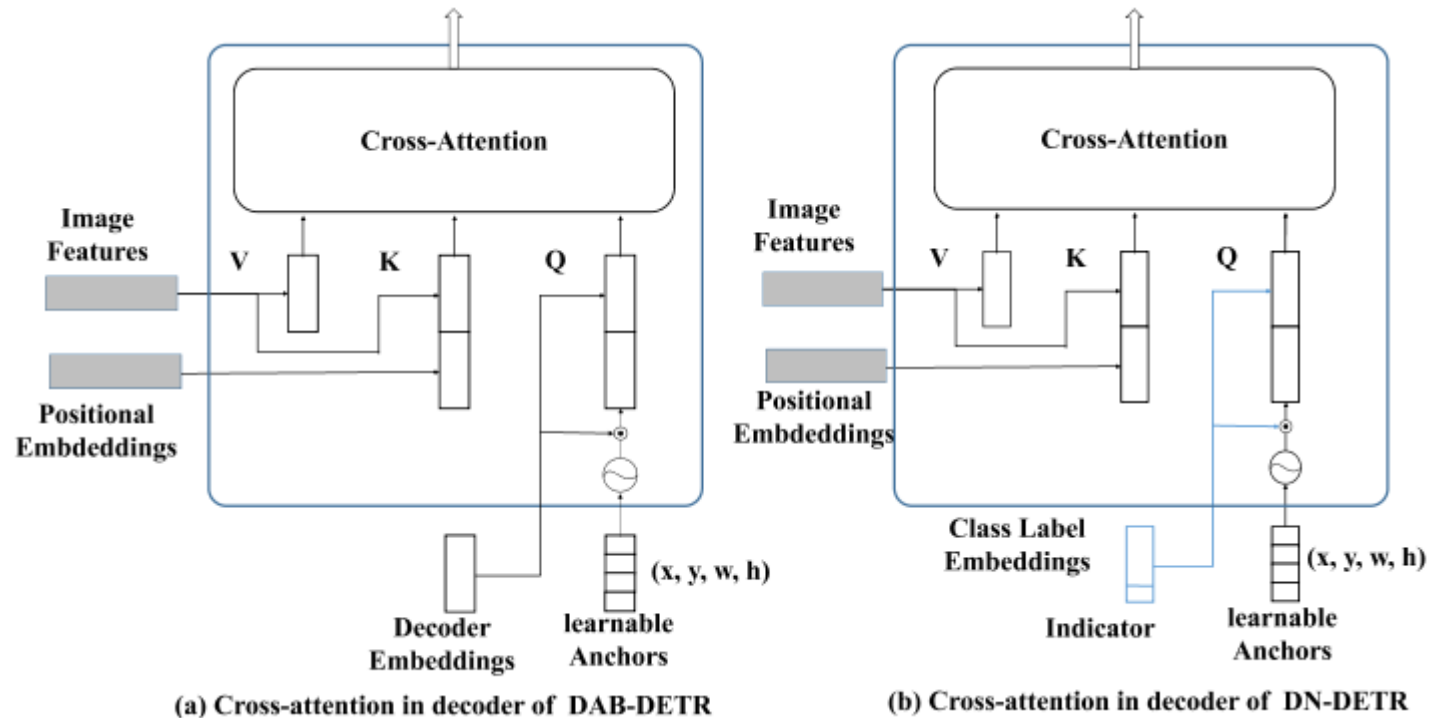 Cross-Attention
Image
Features
V
K
Q
Positional
Embdeddings
(x, y, w, h)
Decoder
Embeddings
learnable
Anchors
(a) Cross-attention in decoder of DAB-DETR
Cross-Attention
Image
Features
V
K
Q
Positional
Embdeddings
Class Label
Embeddings
(x, y, w, h)
Indicator
learnable
Anchors
(b) Cross-attention in decoder of DN-DETR